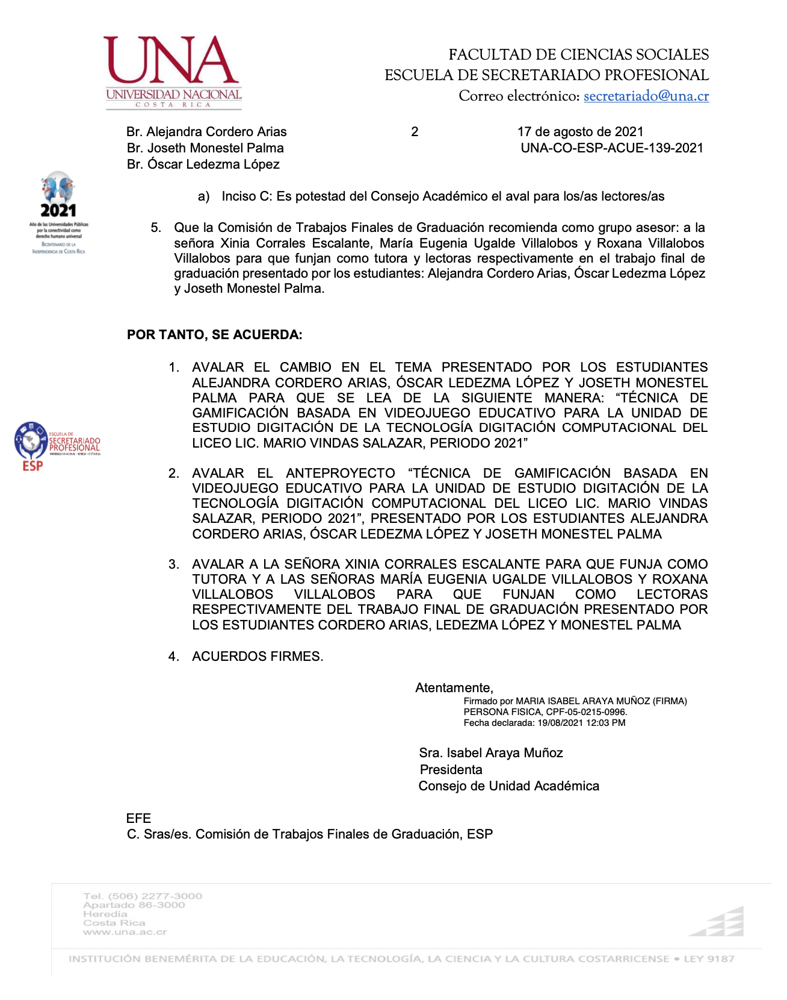 UNA
UNIVERSIDAD NACIONAL
COSTA RICA
FACULTAD DE CIENCIAS SOCIALES
ESCUELA DE SECRETARIADO PROFESIONAL
Correo electrónico: secretariado@una.cr
Br. Alejandra Cordero Arias 2 17 de agosto de 2021
Br. Joseth Monestel Palma UNA-CO-ESP-ACUE-139-2021
Br. Óscar Ledezma López
2021
Año de las Universidades Públicas
por la conectividad como
derecho humano universal
BICENTENARIO DE LA
INDEPENDENCIA DE COSTA RICA
a) Inciso C: Es potestad del Consejo Académico el aval para los/as lectores/as
5. Que la Comisión de Trabajos Finales de Graduación recomienda como grupo asesor: a la
señora Xinia Corrales Escalante, María Eugenia Ugalde Villalobos y Roxana Villalobos
Villalobos para que funjan como tutora y lectoras respectivamente en el trabajo final de
graduación presentado por los estudiantes: Alejandra Cordero Arias, Óscar Ledezma López
y Joseth Monestel Palma.
POR TANTO, SE ACUERDA:
1. AVALAR EL CAMBIO EN EL TEMA PRESENTADO POR LOS ESTUDIANTES
ALEJANDRA CORDERO ARIAS, ÓSCAR LEDEZMA LÓPEZ Y JOSETH MONESTEL
PALMA PARA QUE SE LEA DE LA SIGUIENTE MANERA: “TÉCNICA DE
GAMIFICACIÓN BASADA EN VIDEOJUEGO EDUCATIVO PARA LA UNIDAD DE
ESTUDIO DIGITACIÓN DE LA TECNOLOGÍA DIGITACIÓN COMPUTACIONAL DEL
LICEO LIC. MARIO VINDAS SALAZAR, PERIODO 2021”
ESCUELA DE
SECRETARIADO
PROFESIONAL
UNIVERSIDAD NACIONAL - HEREDIA - COSTA RICA
ESP
2. AVALAR EL ANTEPROYECTO “TÉCNICA DE GAMIFICACIÓN BASADA EN
VIDEOJUEGO EDUCATIVO PARA LA UNIDAD DE ESTUDIO DIGITACIÓN DE LA
TECNOLOGÍA DIGITACIÓN COMPUTACIONAL DEL LICEO LIC. MARIO VINDAS
SALAZAR, PERIODO 2021”, PRESENTADO POR LOS ESTUDIANTES ALEJANDRA
CORDERO ARIAS, ÓSCAR LEDEZMA LÓPEZ Y JOSETH MONESTEL PALMA
3. AVALAR A LA SEÑORA XINIA CORRALES ESCALANTE PARA QUE FUNJA COMO
TUTORA Y A LAS SEÑORAS MARÍA EUGENIA UGALDE VILLALOBOS Y ROXANA
VILLALOBOS VILLALOBOS PARA QUE FUNJAN COMO LECTORAS
RESPECTIVAMENTE DEL TRABAJO FINAL DE GRADUACIÓN PRESENTADO POR
LOS ESTUDIANTES CORDERO ARIAS, LEDEZMA LÓPEZ Y MONESTEL PALMA
4. ACUERDOS FIRMES.
Atentamente,
Firmado por MARIA ISABEL ARAYA MUÑOZ (FIRMA)
PERSONA FISICA, CPF-05-0215-0996.
Fecha declarada: 19/08/2021 12:03 PM
Sra. Isabel Araya Muñoz
Presidenta
Consejo de Unidad Académica
EFE
C. Sras/es. Comisión de Trabajos Finales de Graduación, ESP
Tel. (506) 2277-3000
Apartado 86-3000
Heredia
Costa Rica
www.una.ac.cr
INSTITUCIÓN BENEMÉRITA DE LA EDUCACIÓN, LA TECNOLOGÍA, LA CIENCIA Y LA CULTURA COSTARRICENSE • LEY 9187